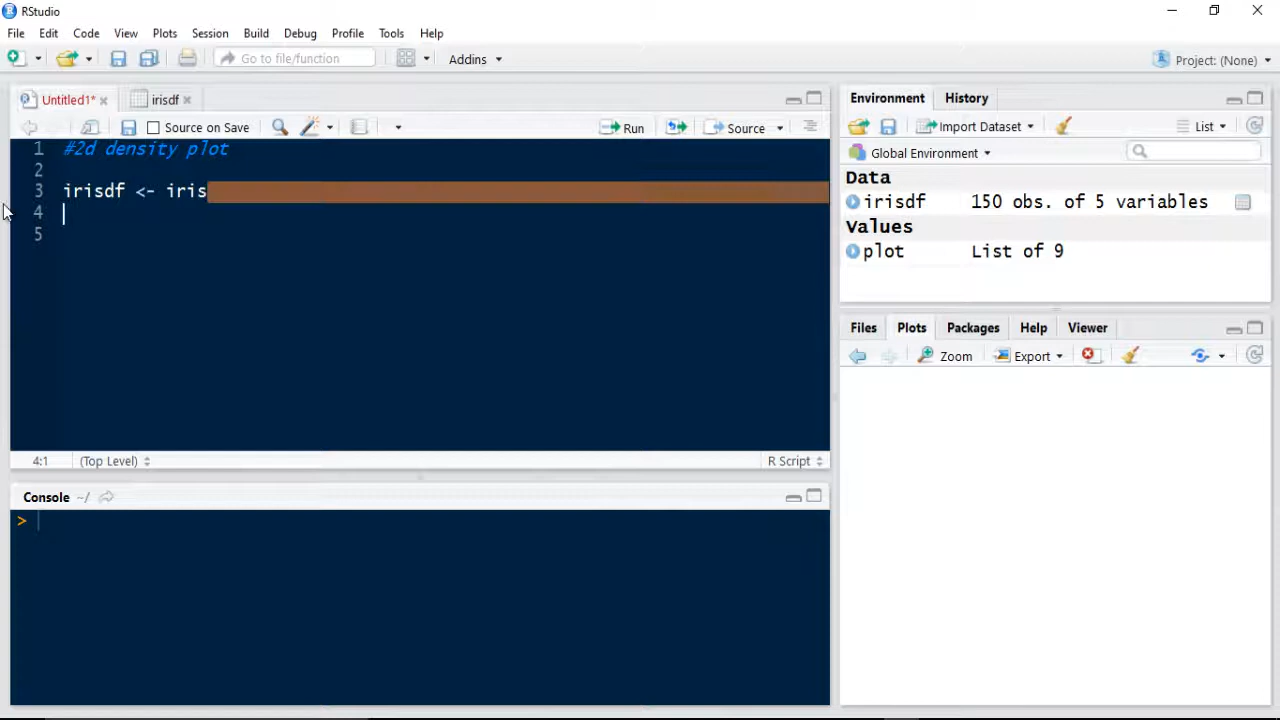 RStudio
File Edit Code View Plots Session Build Debug Profile Tools Help
Go to file/function Addins Project: (None)
Untitled1* irisdf
Source on Save Run Source
1 #2d density plot
2
3 irisdf <- iris
4
5
4:1 (Top Level) R Script
Console ~/
>
Environment History
Import Dataset List
Global Environment
Data
irisdf 150 obs. of 5 variables
Values
plot List of 9
Files Plots Packages Help Viewer
Zoom Export